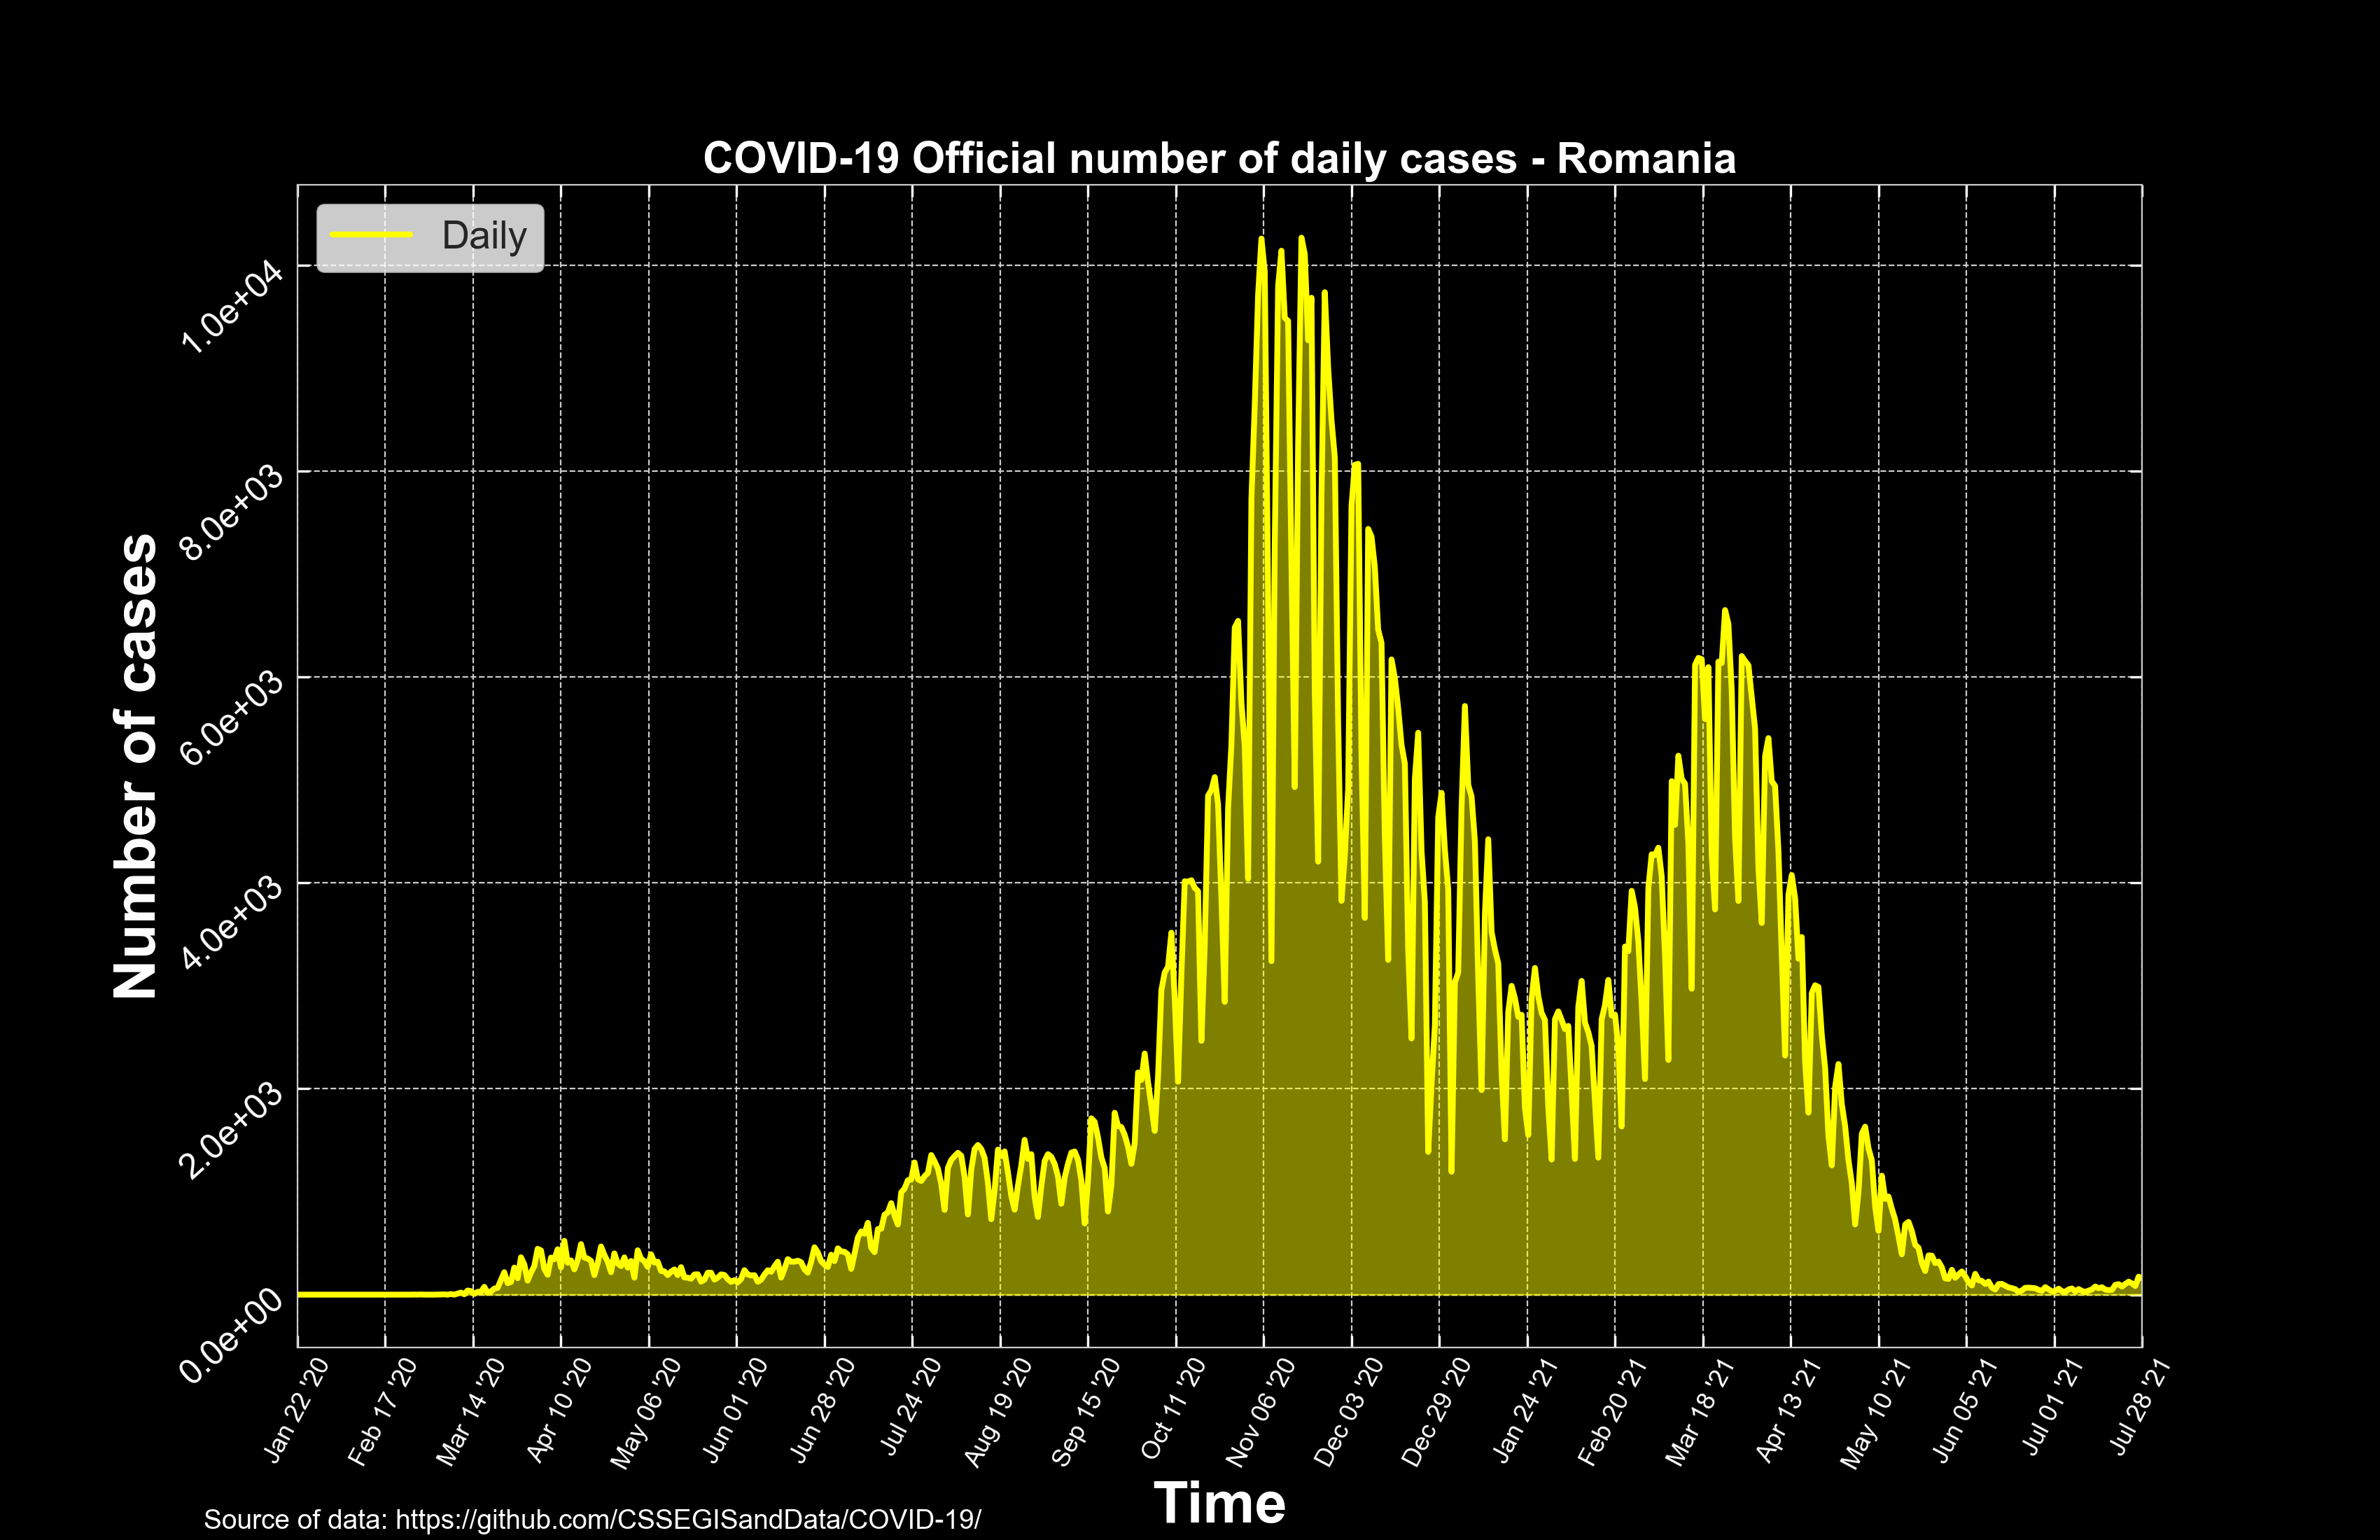 COVID-19 Official number of daily cases - Romania
Daily
Number of cases
1.0e+04
8.0e+03
6.0e+03
4.0e+03
2.0e+03
0.0e+00
Jan 22 '20
Feb 17 '20
Mar 14 '20
Apr 10 '20
May 06 '20
Jun 01 '20
Jun 28 '20
Jul 24 '20
Aug 19 '20
Sep 15 '20
Oct 11 '20
Nov 06 '20
Dec 03 '20
Dec 29 '20
Jan 24 '21
Feb 20 '21
Mar 18 '21
Apr 13 '21
May 10 '21
Jun 05 '21
Jul 01 '21
Jul 28 '21
Time
Source of data: https://github.com/CSSEGISandData/COVID-19/